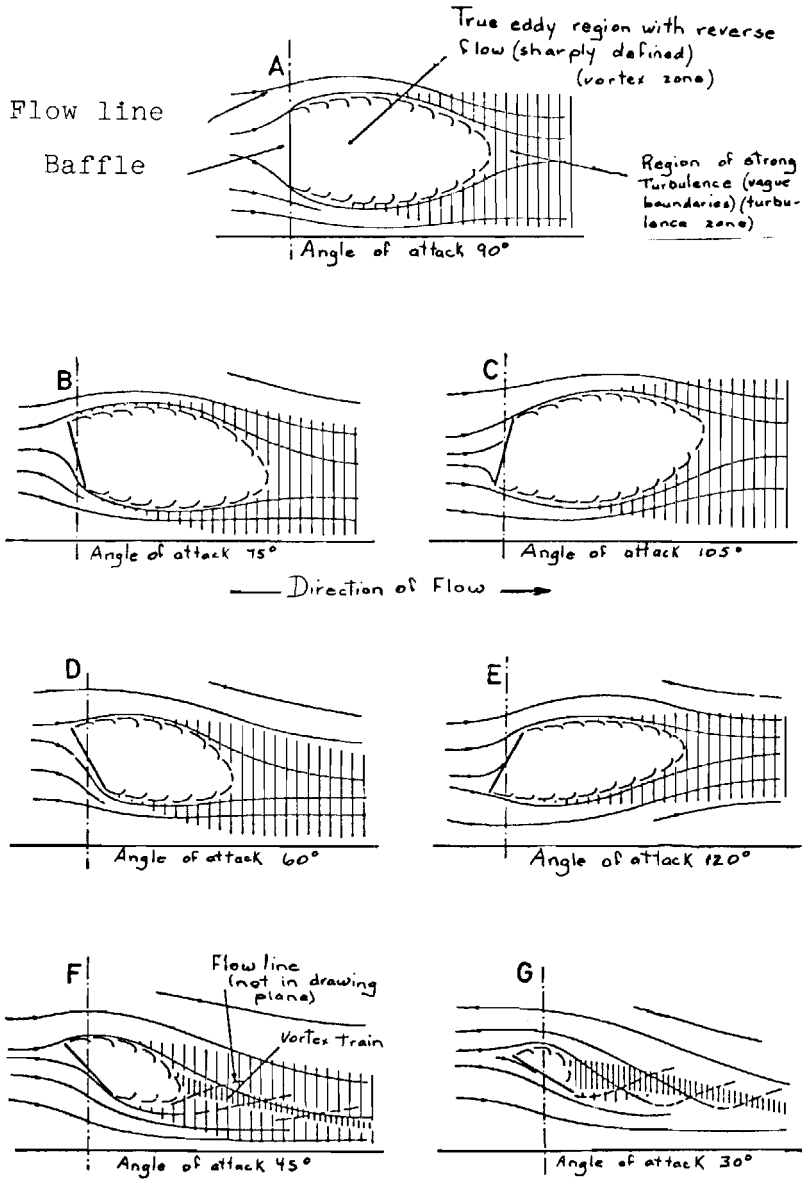 True eddy region with reverse
flow (sharply defined)
(vortex zone)
A
Flow line
Baffle
Region of strong
Turbulence (vague
boundaries) (turbu-
lence zone)
Angle of attack 90°
B
C
Angle of attack 75°
Angle of attack 105°
Direction of Flow
D
E
Angle of attack 60°
Angle of attack 120°
F
Flow line
(not in drawing
plane)
Vortex train
G
Angle of attack 45°
Angle of attack 30°